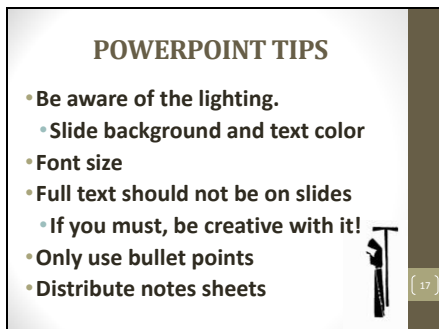 POWERPOINT TIPS
•Be aware of the lighting.
•Slide background and text color
•Font size
•Full text should not be on slides
•If you must, be creative with it!
•Only use bullet points
•Distribute notes sheets
17